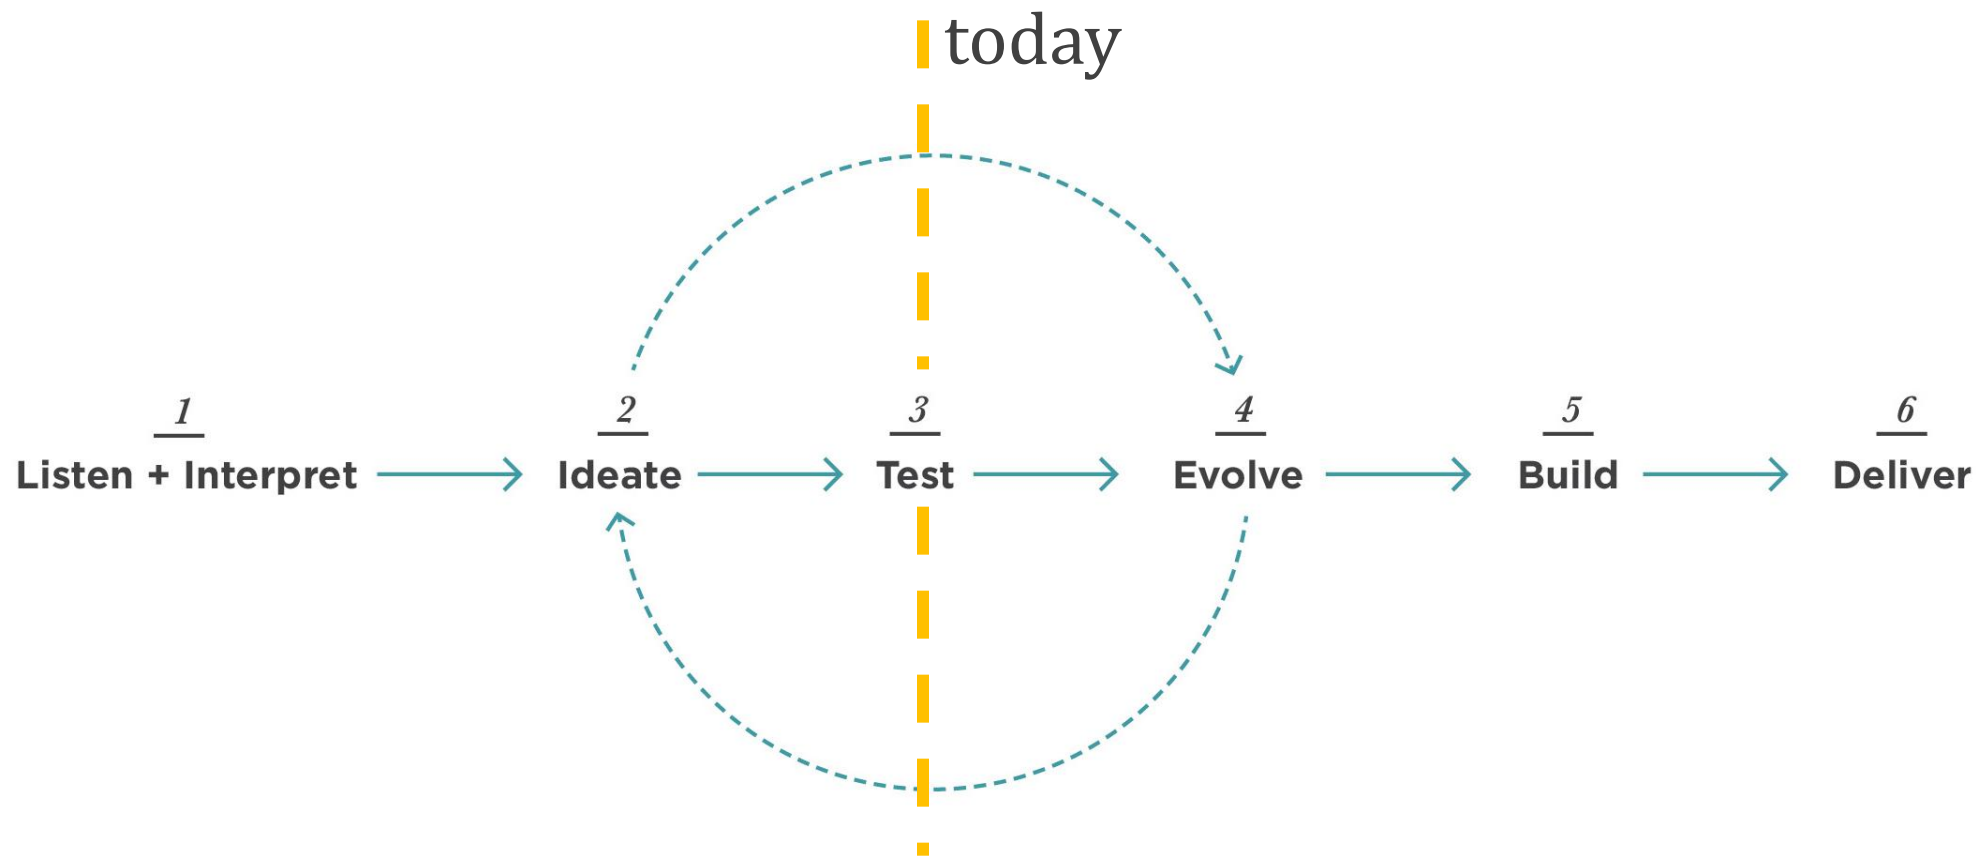 today
1
Listen + Interpret
2
Ideate
3
Test
4
Evolve
5
Build
6
Deliver